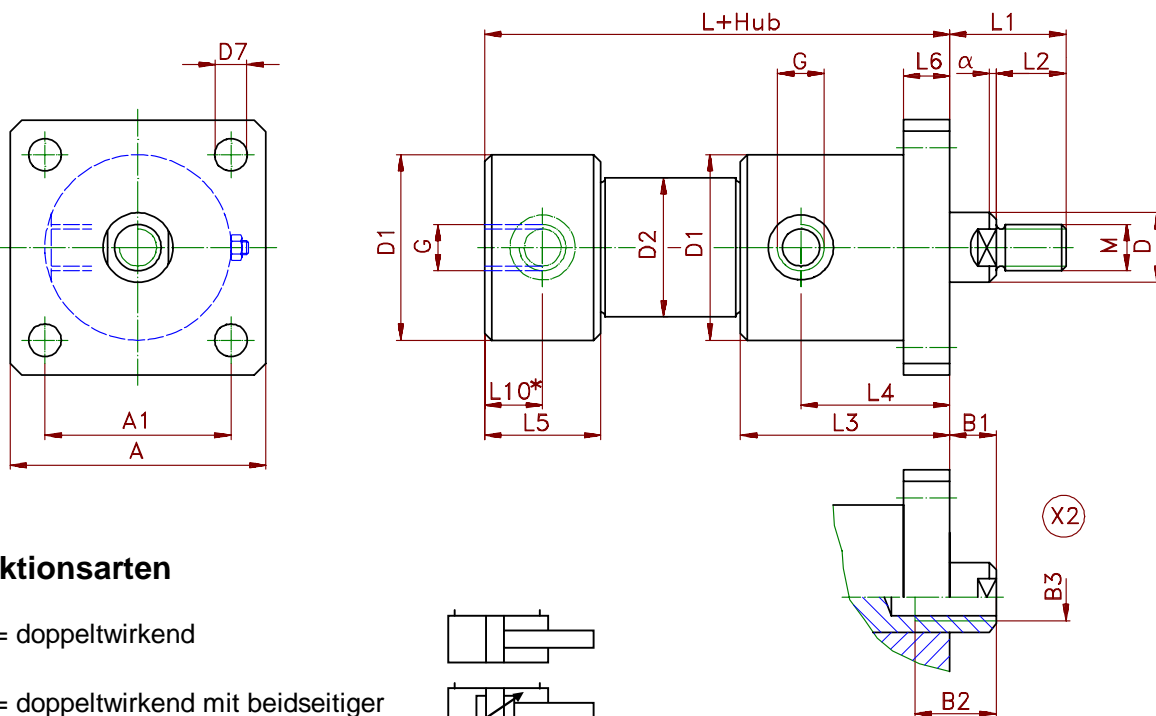 L+Hub
L1
D7
G
L6
α
L2
D1
G
D2
D1
M
D
L10*
L5
L4
L3
B1
A1
A
X2
B3
B2
ktionsarten
= doppeltwirkend
= doppeltwirkend mit beidseitiger